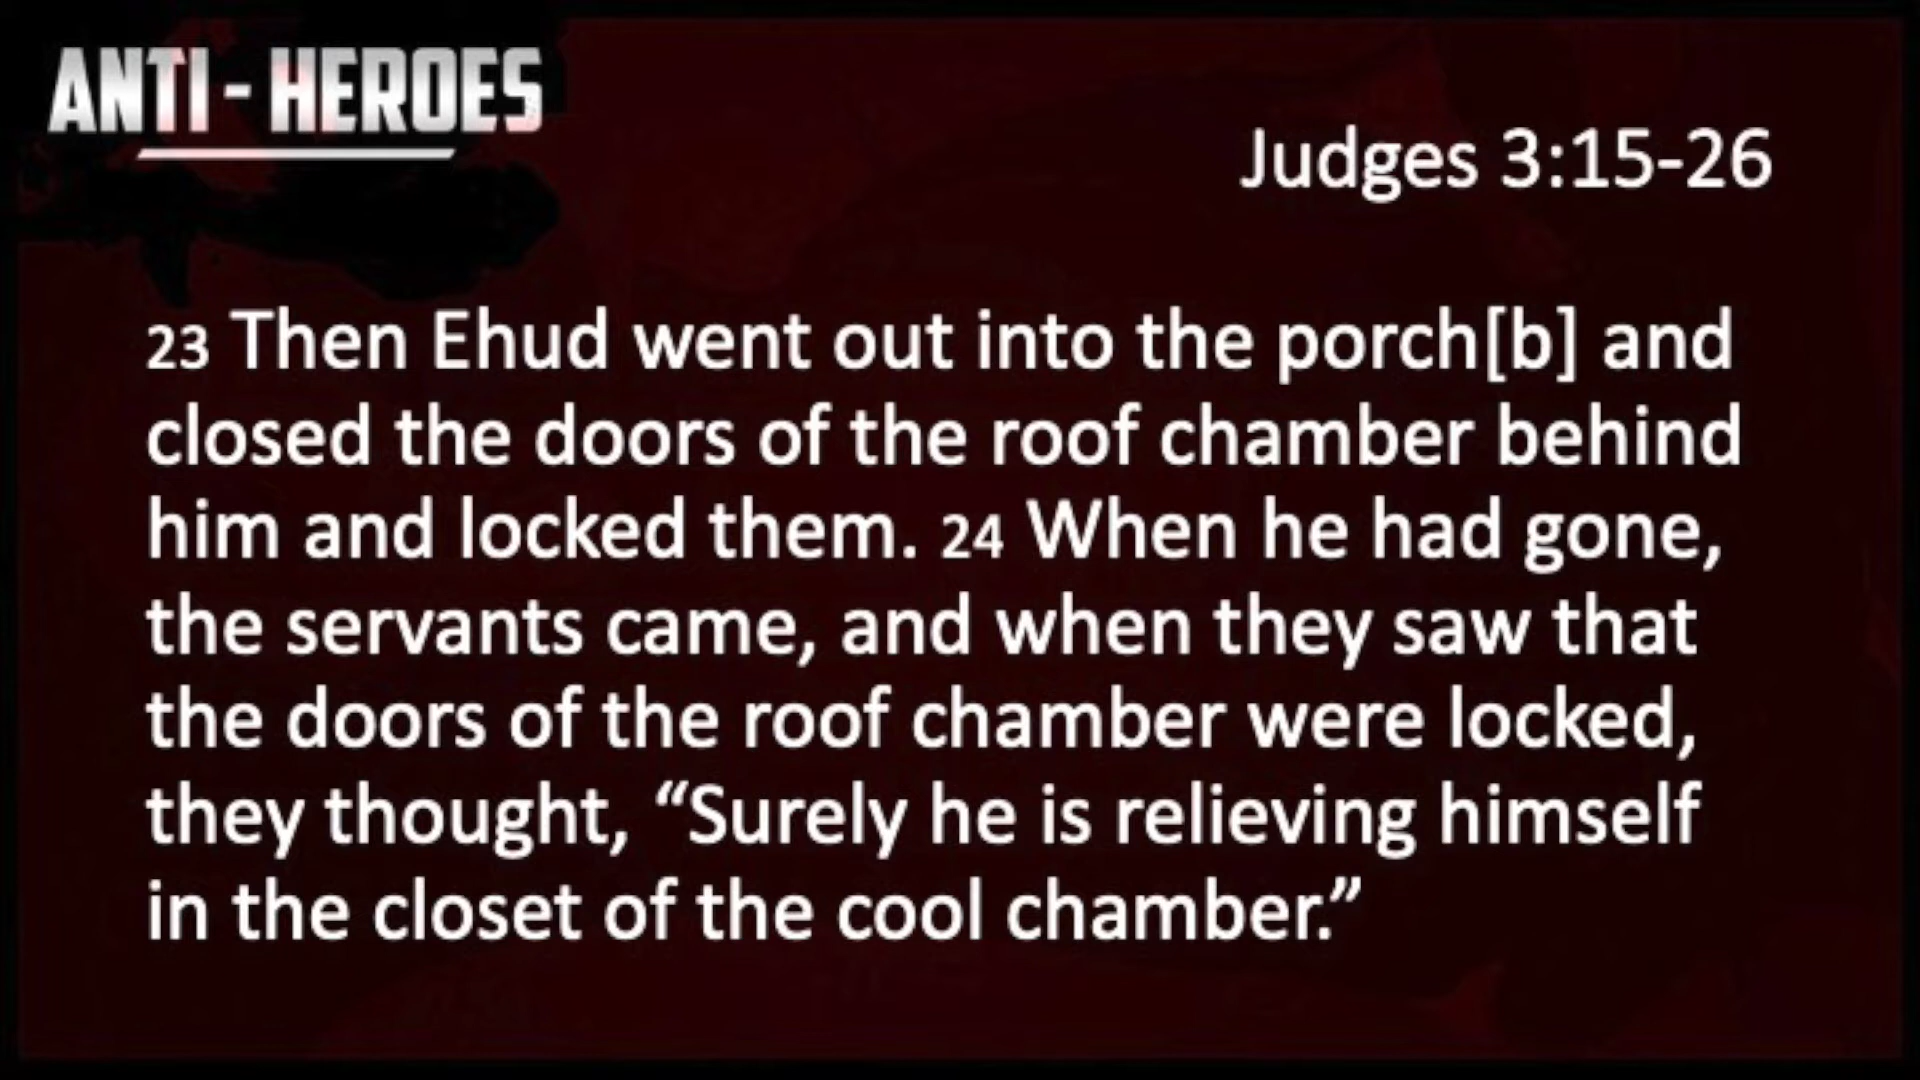 ANTI-HEROES
Judges 3:15-26
23 Then Ehud went out into the porch[b] and
closed the doors of the roof chamber behind
him and locked them. 24 When he had gone,
the servants came, and when they saw that
the doors of the roof chamber were locked,
they thought, “Surely he is relieving himself
in the closet of the cool chamber.”